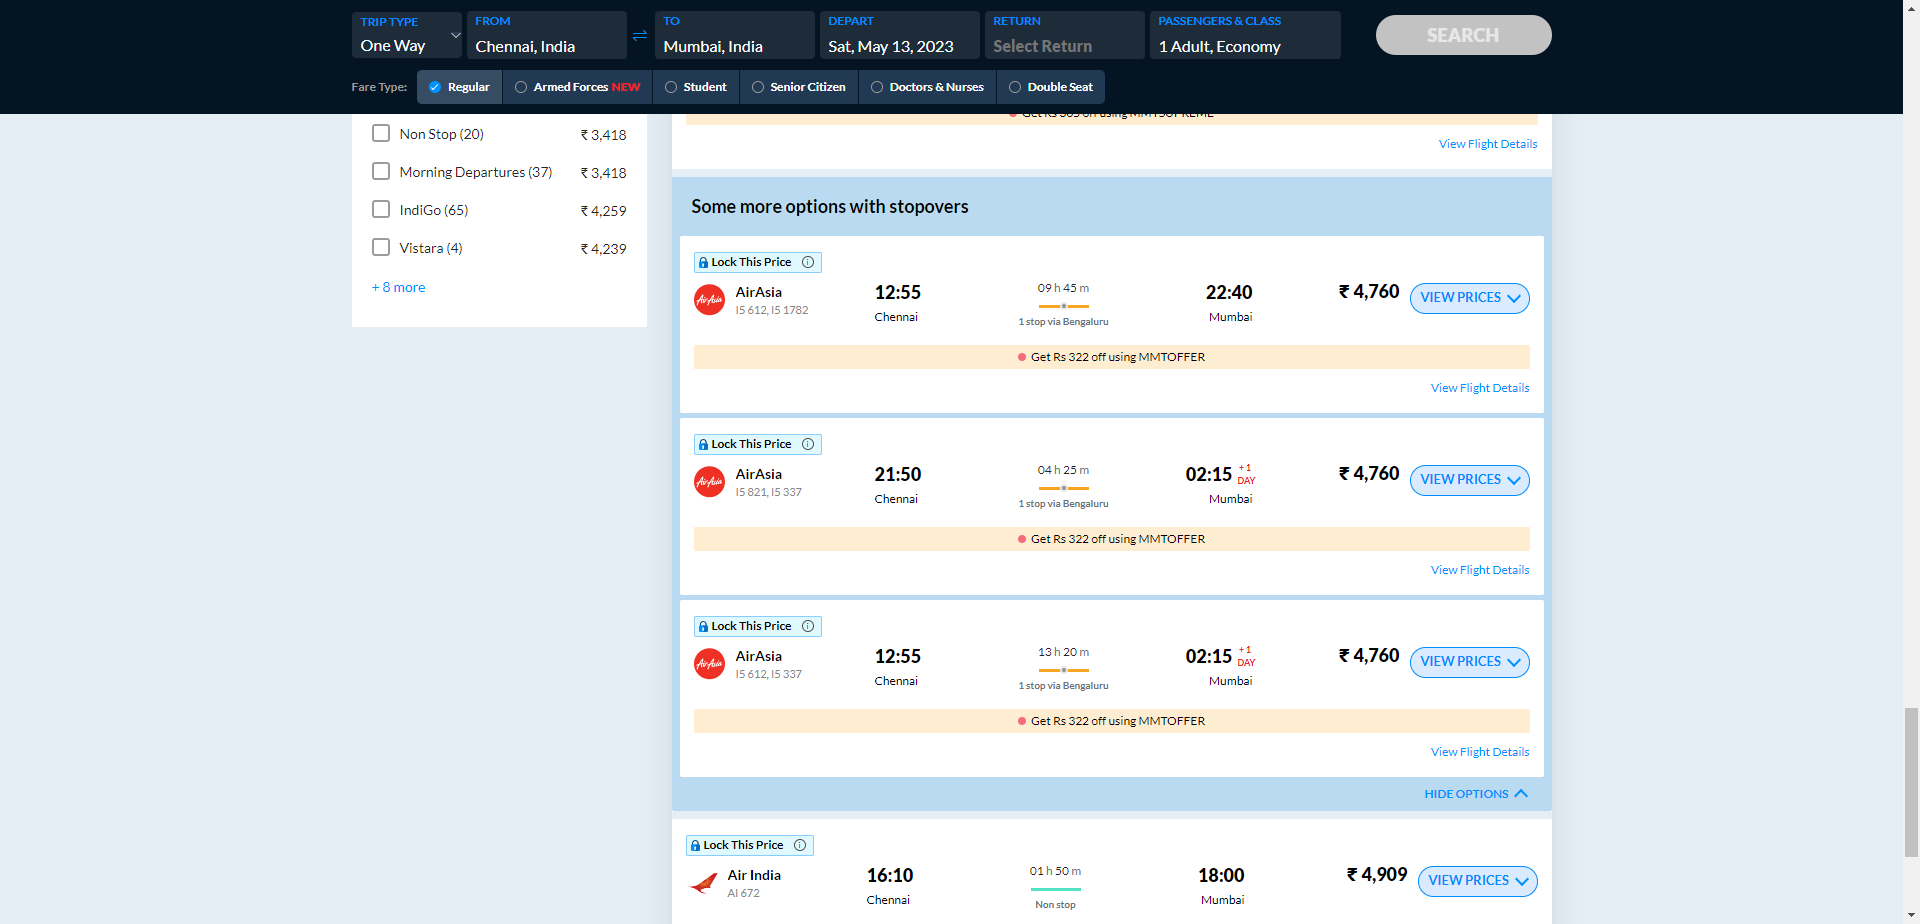 TRIP TYPE
One Way
FROM
Chennai, India
TO
Mumbai, India
DEPART
Sat, May 13, 2023
RETURN
Select Return
PASSENGERS & CLASS
1 Adult, Economy
SEARCH
Fare Type:
Regular
Armed Forces NEW
Student
Senior Citizen
Doctors & Nurses
Double Seat
Non Stop (20) ₹ 3,418
Morning Departures (37) ₹ 3,418
IndiGo (65) ₹ 4,259
Vistara (4) ₹ 4,239
+ 8 more
Get Rs 305 off using MMTSUPREME
View Flight Details
Some more options with stopovers
Lock This Price
AirAsia
AirAsia
I5 612, I5 1782
12:55
Chennai
09 h 45 m
1 stop via Bengaluru
22:40
Mumbai
₹ 4,760
VIEW PRICES
Get Rs 322 off using MMTOFFER
View Flight Details
Lock This Price
AirAsia
AirAsia
I5 821, I5 337
21:50
Chennai
04 h 25 m
1 stop via Bengaluru
02:15
+1
DAY
Mumbai
₹ 4,760
VIEW PRICES
Get Rs 322 off using MMTOFFER
View Flight Details
Lock This Price
AirAsia
AirAsia
I5 612, I5 337
12:55
Chennai
13 h 20 m
1 stop via Bengaluru
02:15
+1
DAY
Mumbai
₹ 4,760
VIEW PRICES
Get Rs 322 off using MMTOFFER
View Flight Details
HIDE OPTIONS
Lock This Price
Air India
AI 672
16:10
Chennai
01 h 50 m
Non stop
18:00
Mumbai
₹ 4,909
VIEW PRICES